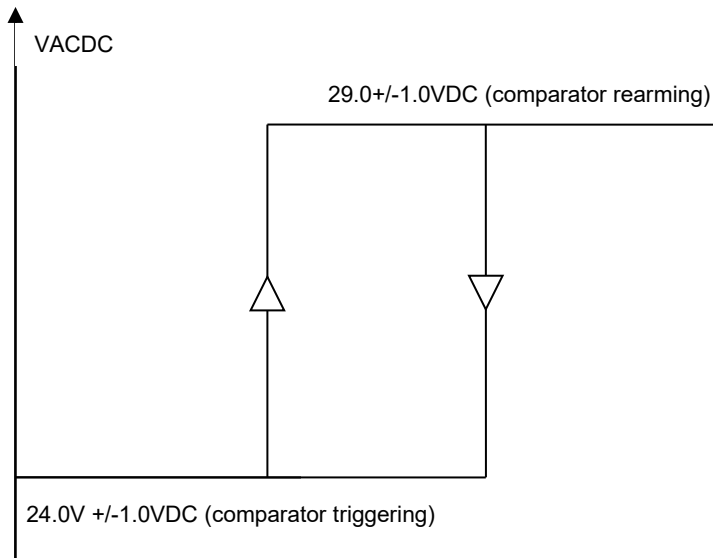 VACDC
29.0+/-1.0VDC (comparator rearming)
24.0V +/-1.0VDC (comparator triggering)